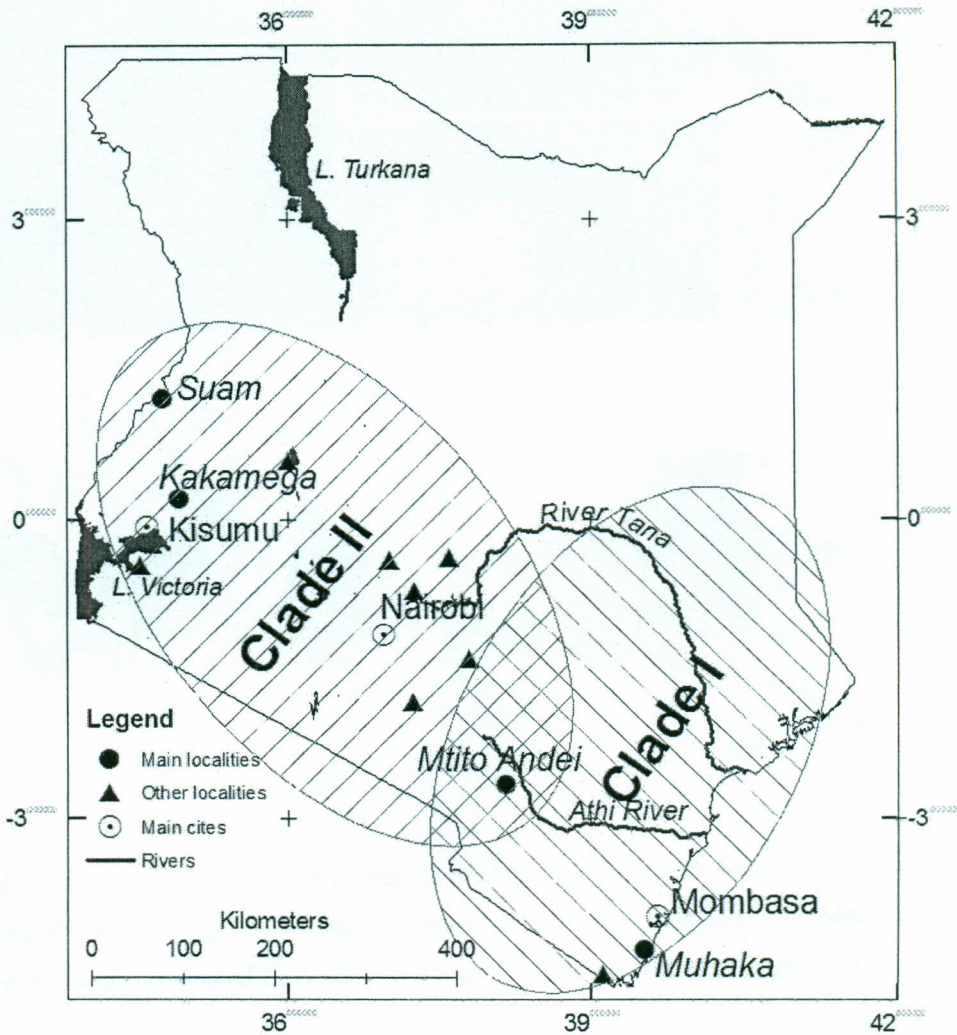 36
39
42
L. Turkana
3
3
Suam
Kakamega
0
Kisumu
River Tana
0
L. Victoria
Clade II
Nairobi
Clade I
Legend
Main localities
Mtito Andei
Other localities
Athi River
-3
Main cites
-3
Rivers
Kilometers
Mombasa
0 100 200 400
Muhaka
36
39
42